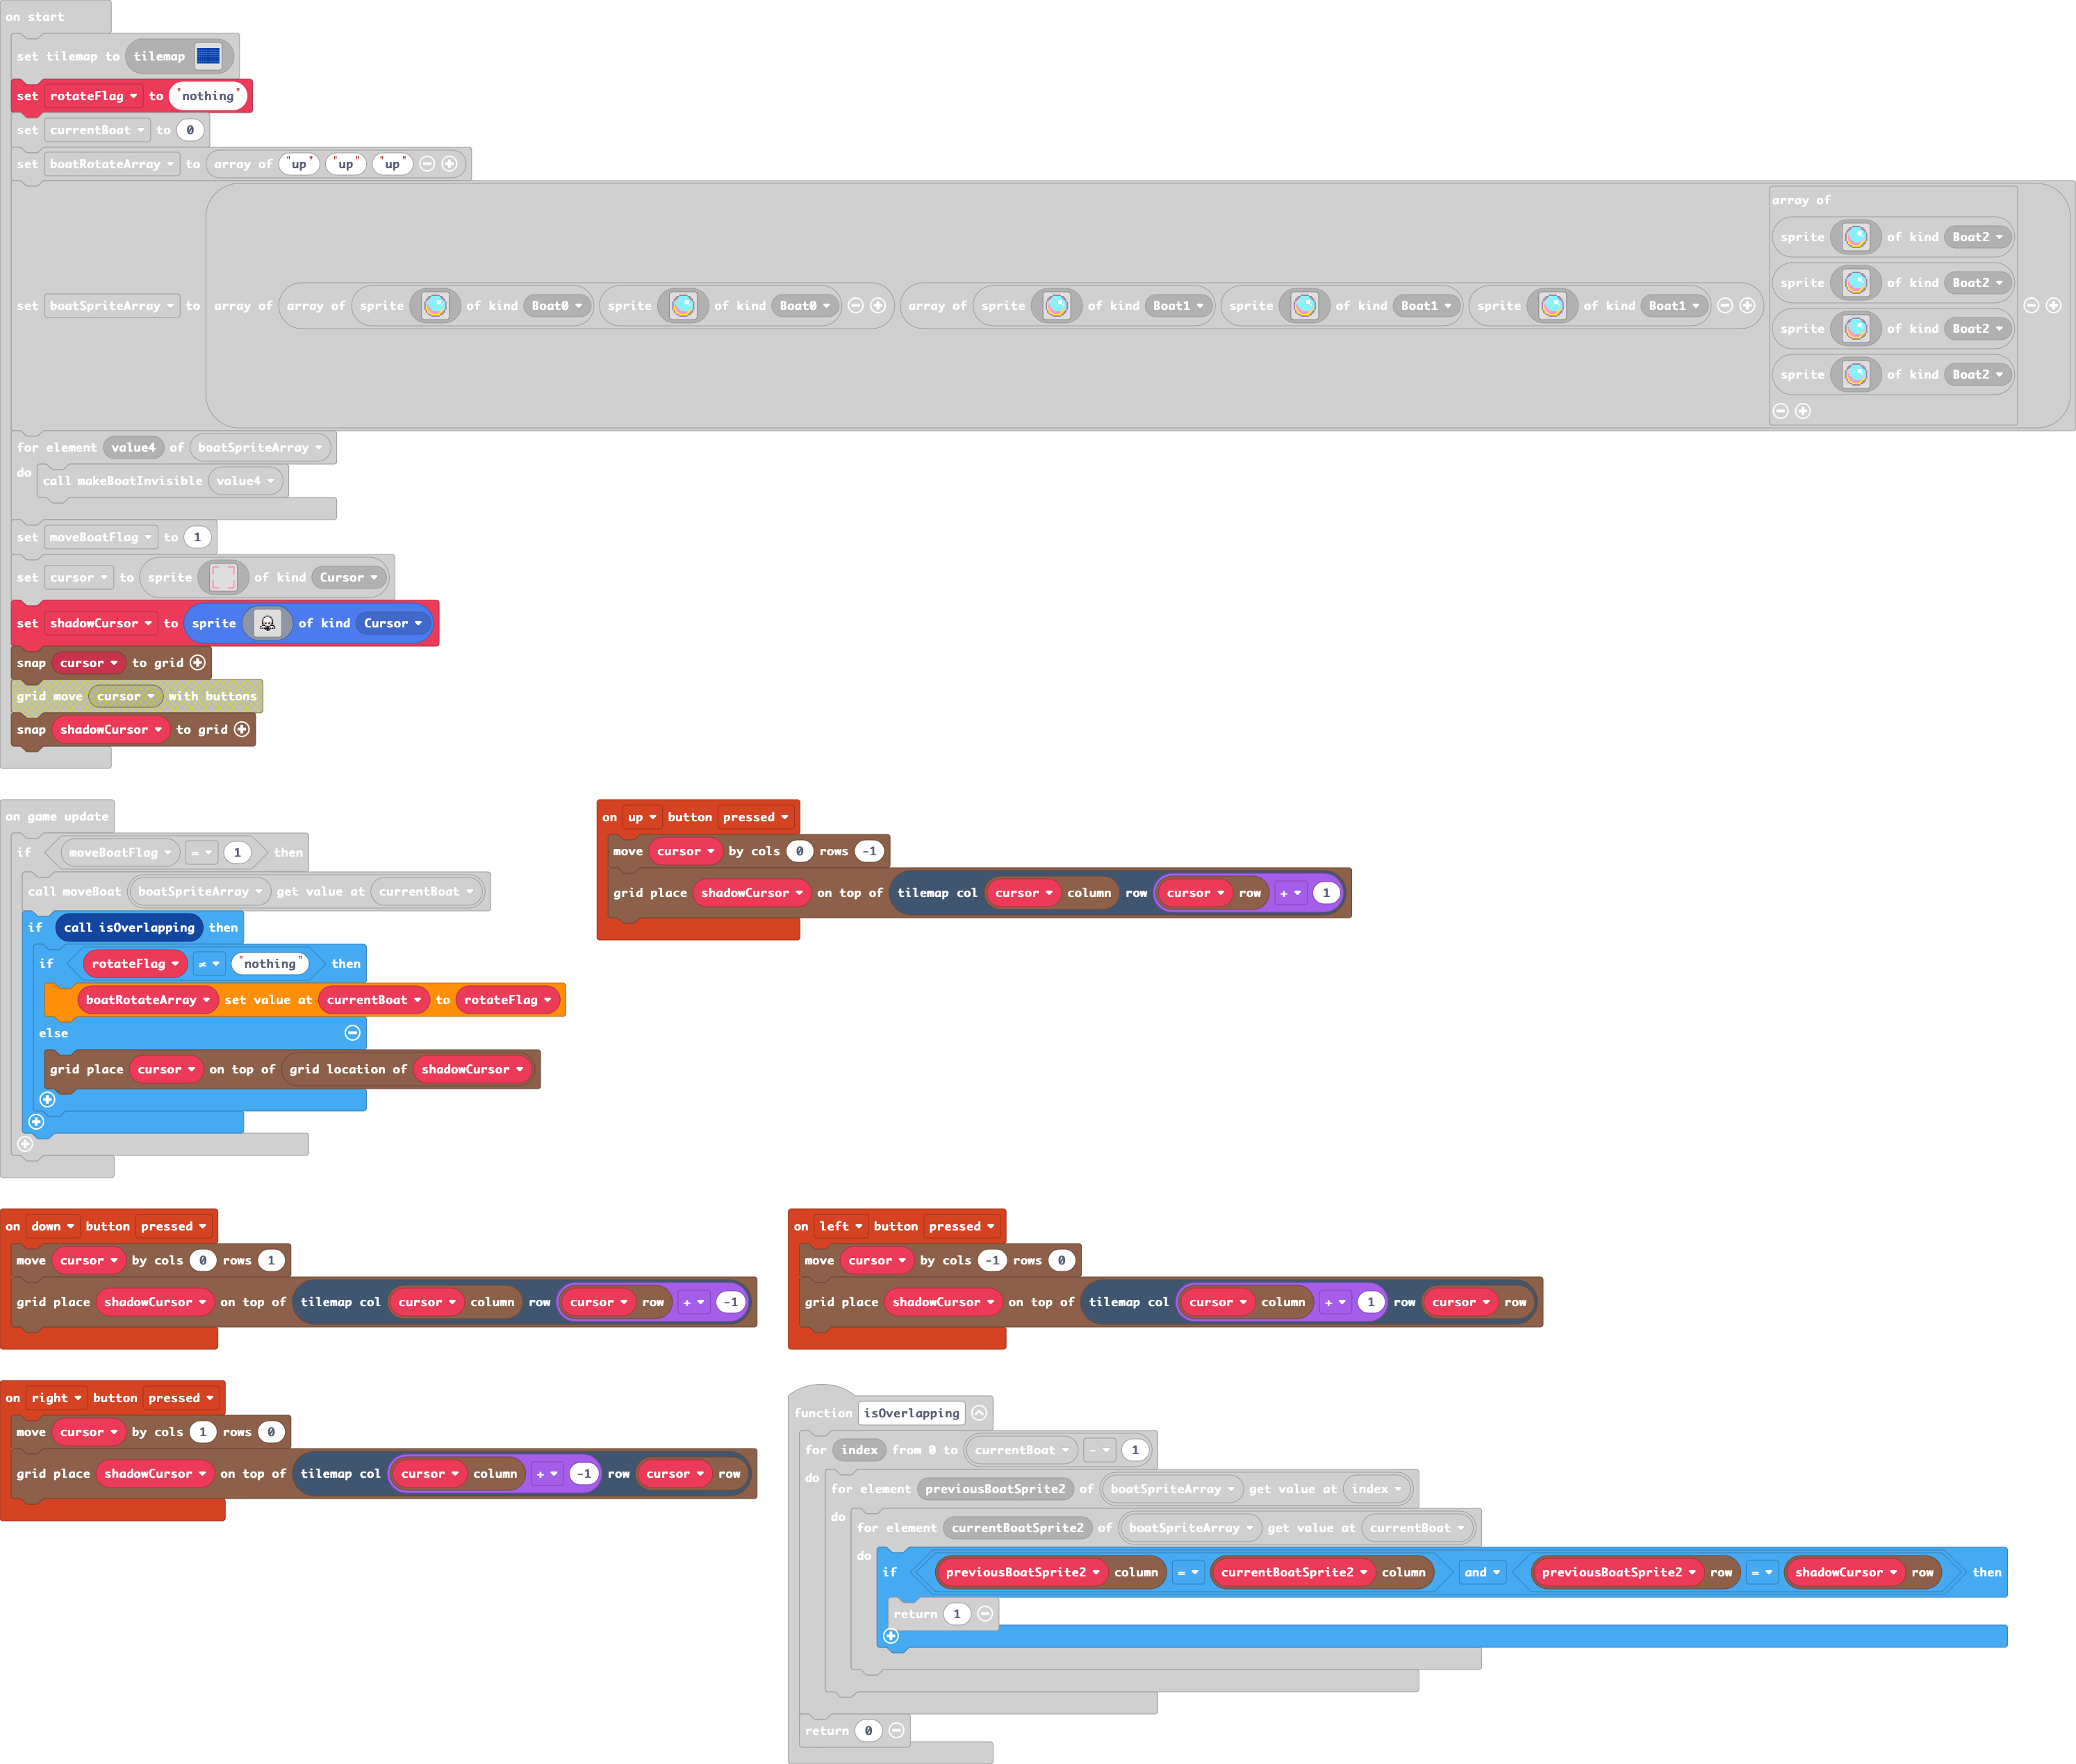 on start
set tilemap to tilemap
set rotateFlag to "nothing"
set currentBoat to 0
set boatRotateArray to array of "up" "up" "up"
set boatSpriteArray to array of array of sprite of kind Boat0 sprite of kind Boat0 array of sprite of kind Boat1 sprite of kind Boat1 sprite of kind Boat1
array of
sprite of kind Boat2
sprite of kind Boat2
sprite of kind Boat2
sprite of kind Boat2
for element value4 of boatSpriteArray
do
call makeBoatInvisible value4
set moveBoatFlag to 1
set cursor to sprite of kind Cursor
set shadowCursor to sprite of kind Cursor
snap cursor to grid
grid move cursor with buttons
snap shadowCursor to grid
on game update
if moveBoatFlag = 1 then
call moveBoat boatSpriteArray get value at currentBoat
if call isOverlapping then
if rotateFlag ≠ "nothing" then
boatRotateArray set value at currentBoat to rotateFlag
else
grid place cursor on top of grid location of shadowCursor
on up button pressed
move cursor by cols 0 rows -1
grid place shadowCursor on top of tilemap col cursor column row cursor row + 1
on down button pressed
move cursor by cols 0 rows 1
grid place shadowCursor on top of tilemap col cursor column row cursor row + -1
on left button pressed
move cursor by cols -1 rows 0
grid place shadowCursor on top of tilemap col cursor column + 1 row cursor row
on right button pressed
move cursor by cols 1 rows 0
grid place shadowCursor on top of tilemap col cursor column + -1 row cursor row
function isOverlapping
for index from 0 to currentBoat - 1
do
for element previousBoatSprite2 of boatSpriteArray get value at index
do
for element currentBoatSprite2 of boatSpriteArray get value at currentBoat
do
if previousBoatSprite2 column = currentBoatSprite2 column and previousBoatSprite2 row = shadowCursor row then
return 1
return 0